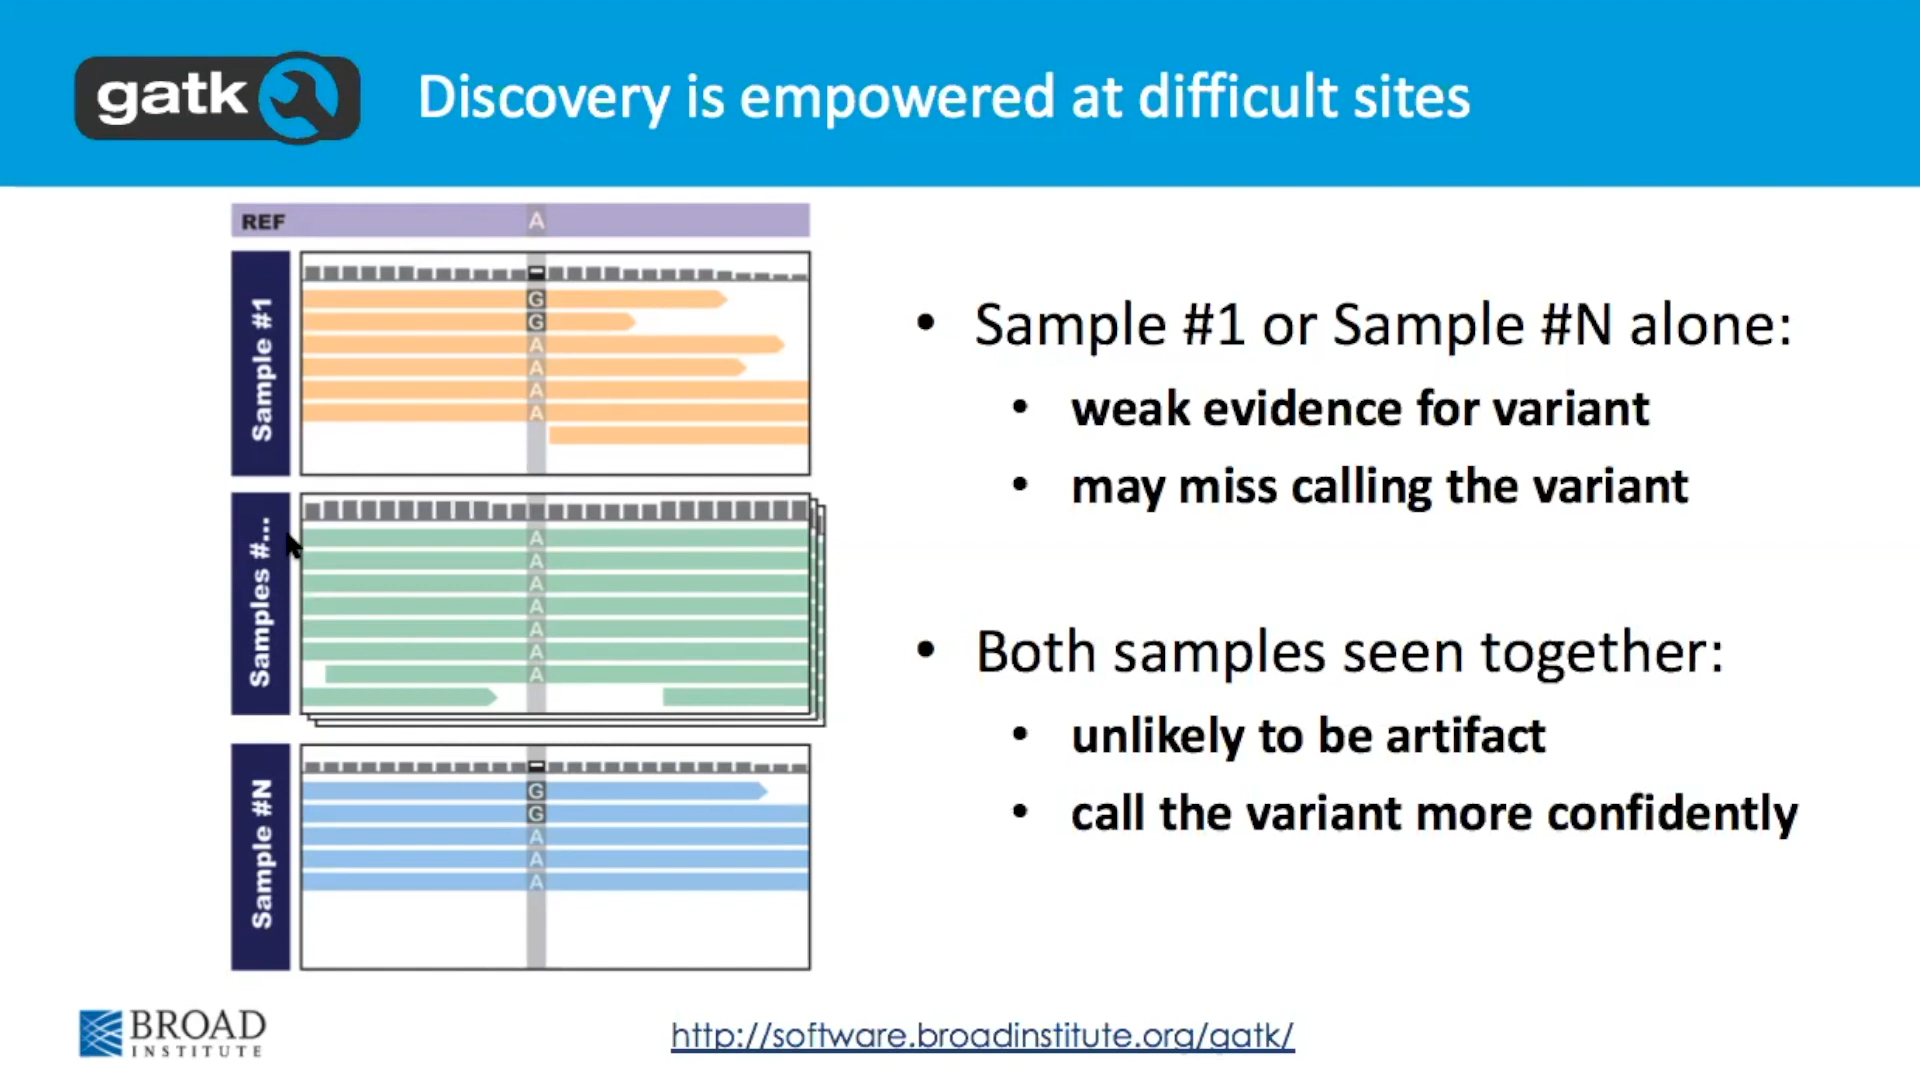 gatk
Discovery is empowered at difficult sites
REF
A
Sample #1
G
G
A
A
A
A
Samples #...
A
A
A
A
A
A
A
Sample #N
G
G
A
A
A
• Sample #1 or Sample #N alone:
• weak evidence for variant
• may miss calling the variant
• Both samples seen together:
• unlikely to be artifact
• call the variant more confidently
BROAD
INSTITUTE
http://software.broadinstitute.org/gatk/